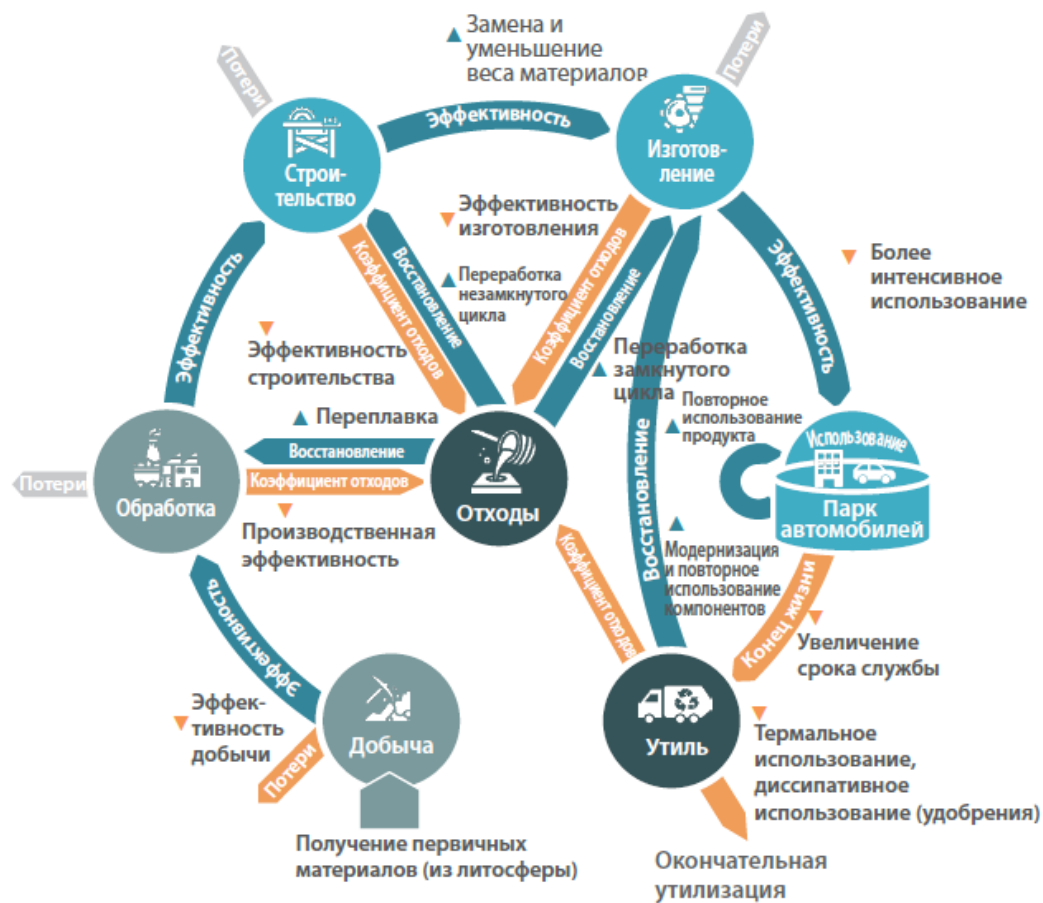 Потери
Замена и
уменьшение
веса материалов
Потери
Эффективность
Строи-
тельство
Изготов-
ление
Эффективность
изготовления
Коэффициент отходов
Восстановление
Переработка
незамкнутого
цикла
Коэффициент отходов
Восстановление
Эффективность
Более
интенсивное
использование
Эффективность
Эффективность
строительства
Переработка
замкнутого
цикла
Повторное
использование
продукта
Переплавка
Восстановление
Коэффициент отходов
Потери
Обработка
Отходы
Восстановление
Использование
Парк
автомобилей
Производственная
эффективность
Коэффициент отходов
Модернизация
и повторное
использование
компонентов
Конец жизни
Увеличение
срока службы
Эффективность
Эффек-
тивность
добычи
Потери
Добыча
Утиль
Термальное
использование,
диссипативное
использование (удобрения)
Получение первичных
материалов (из литосферы)
Окончательная
утилизация